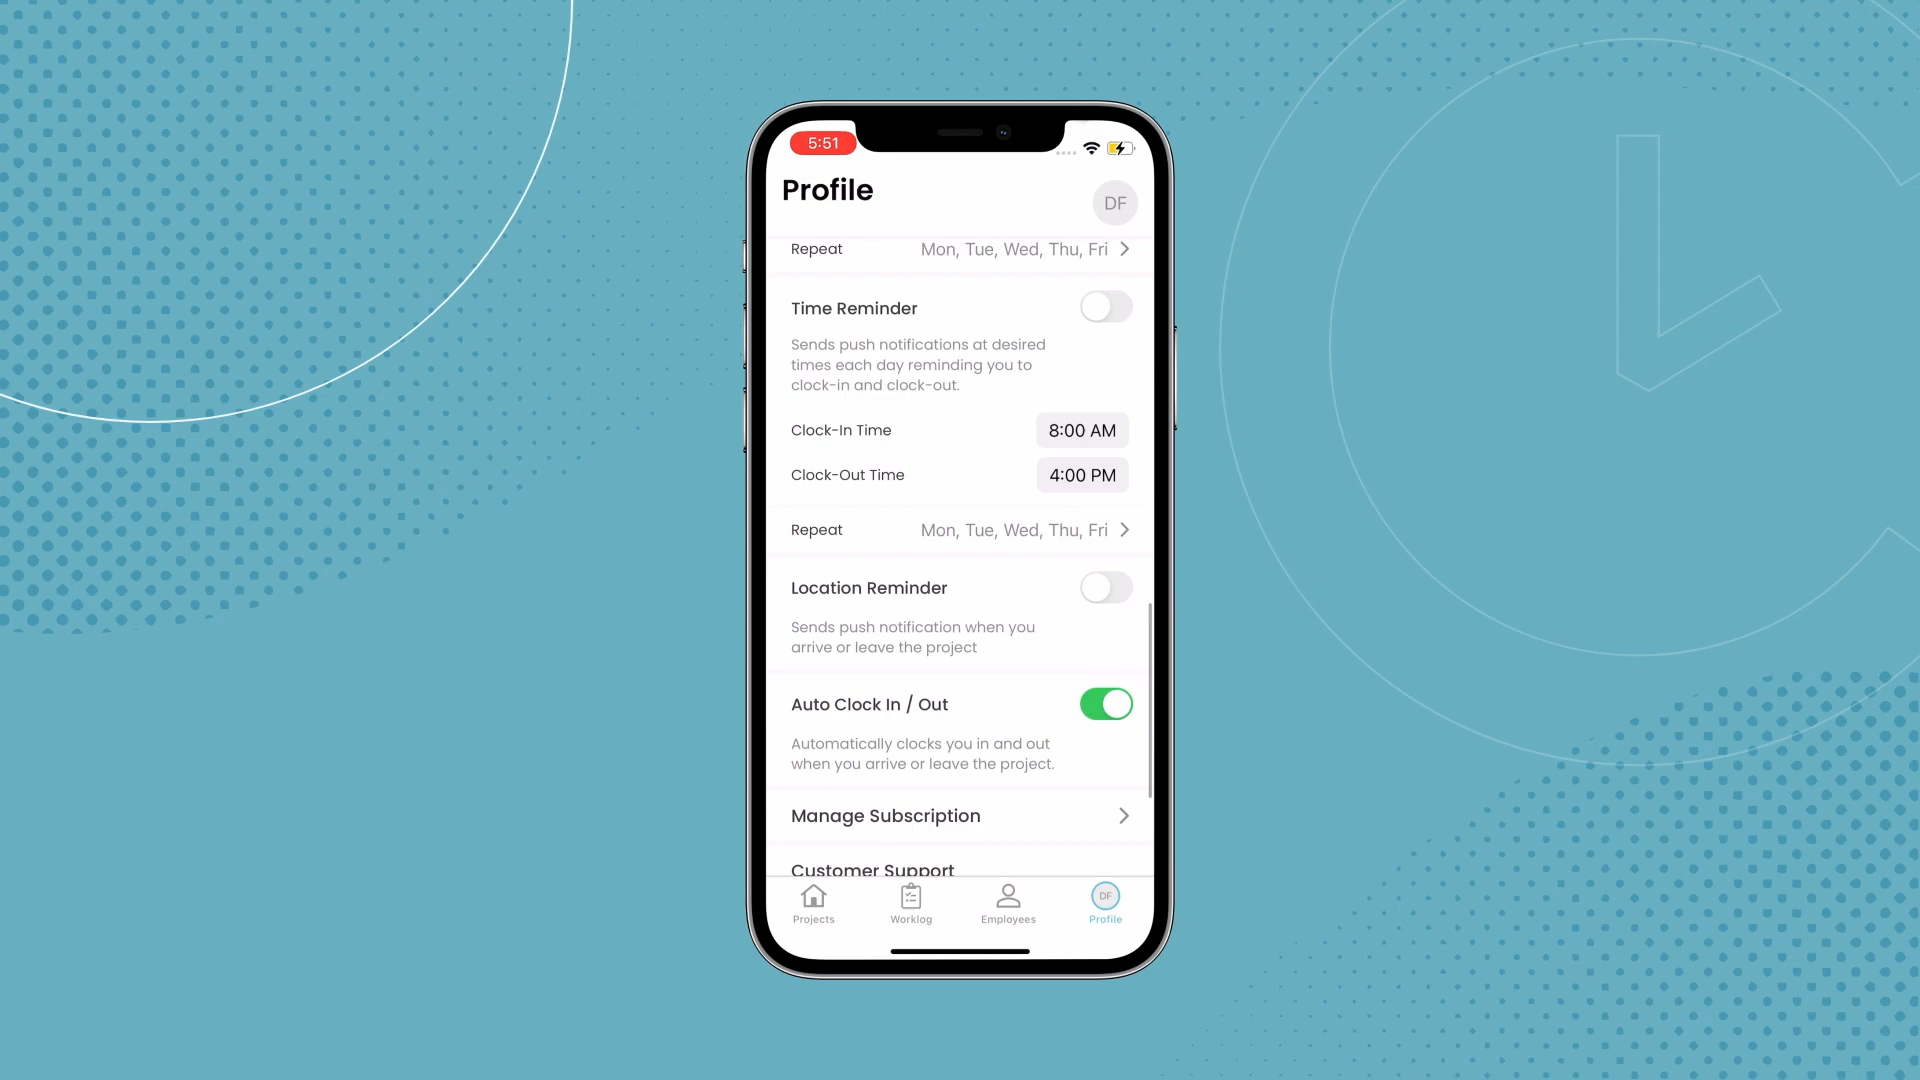 5:51
Profile
DF
Repeat Mon, Tue, Wed, Thu, Fri
Time Reminder
Sends push notifications at desired
times each day reminding you to
clock-in and clock-out.
Clock-In Time 8:00 AM
Clock-Out Time 4:00 PM
Repeat Mon, Tue, Wed, Thu, Fri
Location Reminder
Sends push notification when you
arrive or leave the project
Auto Clock In / Out
Automatically clocks you in and out
when you arrive or leave the project.
Manage Subscription
Customer Support
DF
Projects Worklog Employees Profile